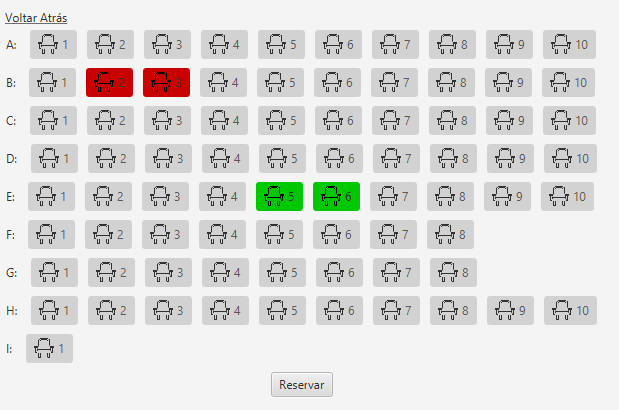 Voltar Atrás
A: 1 2 3 4 5 6 7 8 9 10
B: 1 2 3 4 5 6 7 8 9 10
C: 1 2 3 4 5 6 7 8 9 10
D: 1 2 3 4 5 6 7 8 9 10
E: 1 2 3 4 5 6 7 8 9 10
F: 1 2 3 4 5 6 7 8
G: 1 2 3 4 5 6 7 8
H: 1 2 3 4 5 6 7 8 9 10
I: 1
Reservar